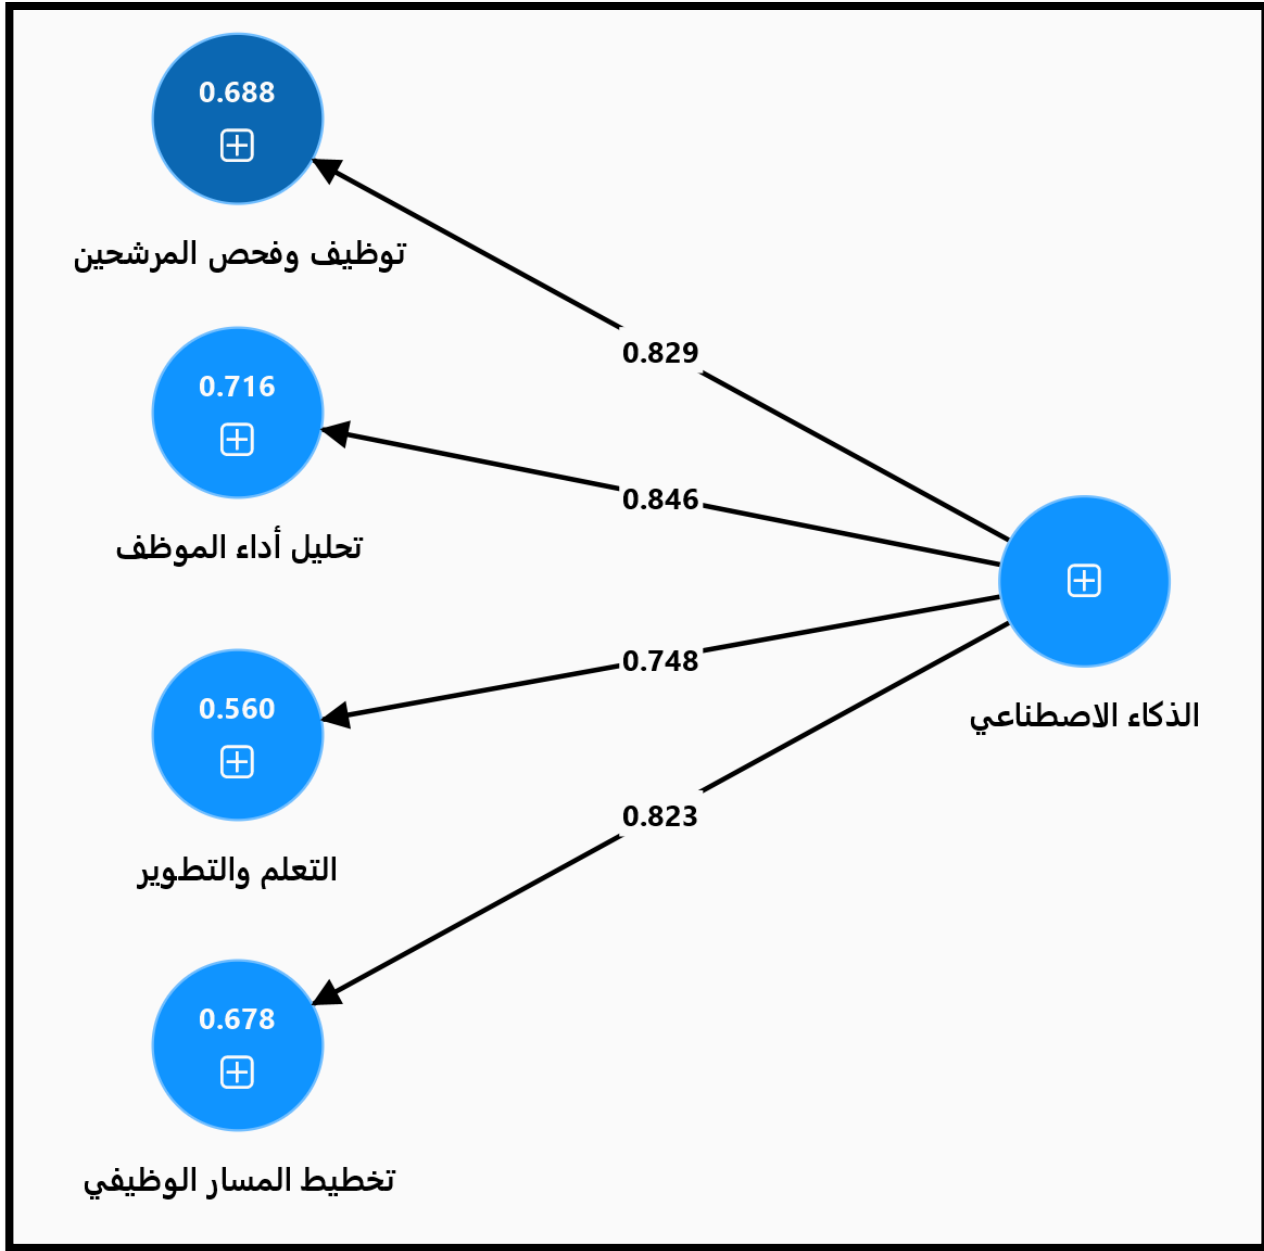 0.688
توظيف وفحص المرشحين
0.829
0.716
تحليل أداء الموظف
0.846
الذكاء الاصطناعي
0.560
التعلم والتطوير
0.748
0.823
0.678
تخطيط المسار الوظيفي